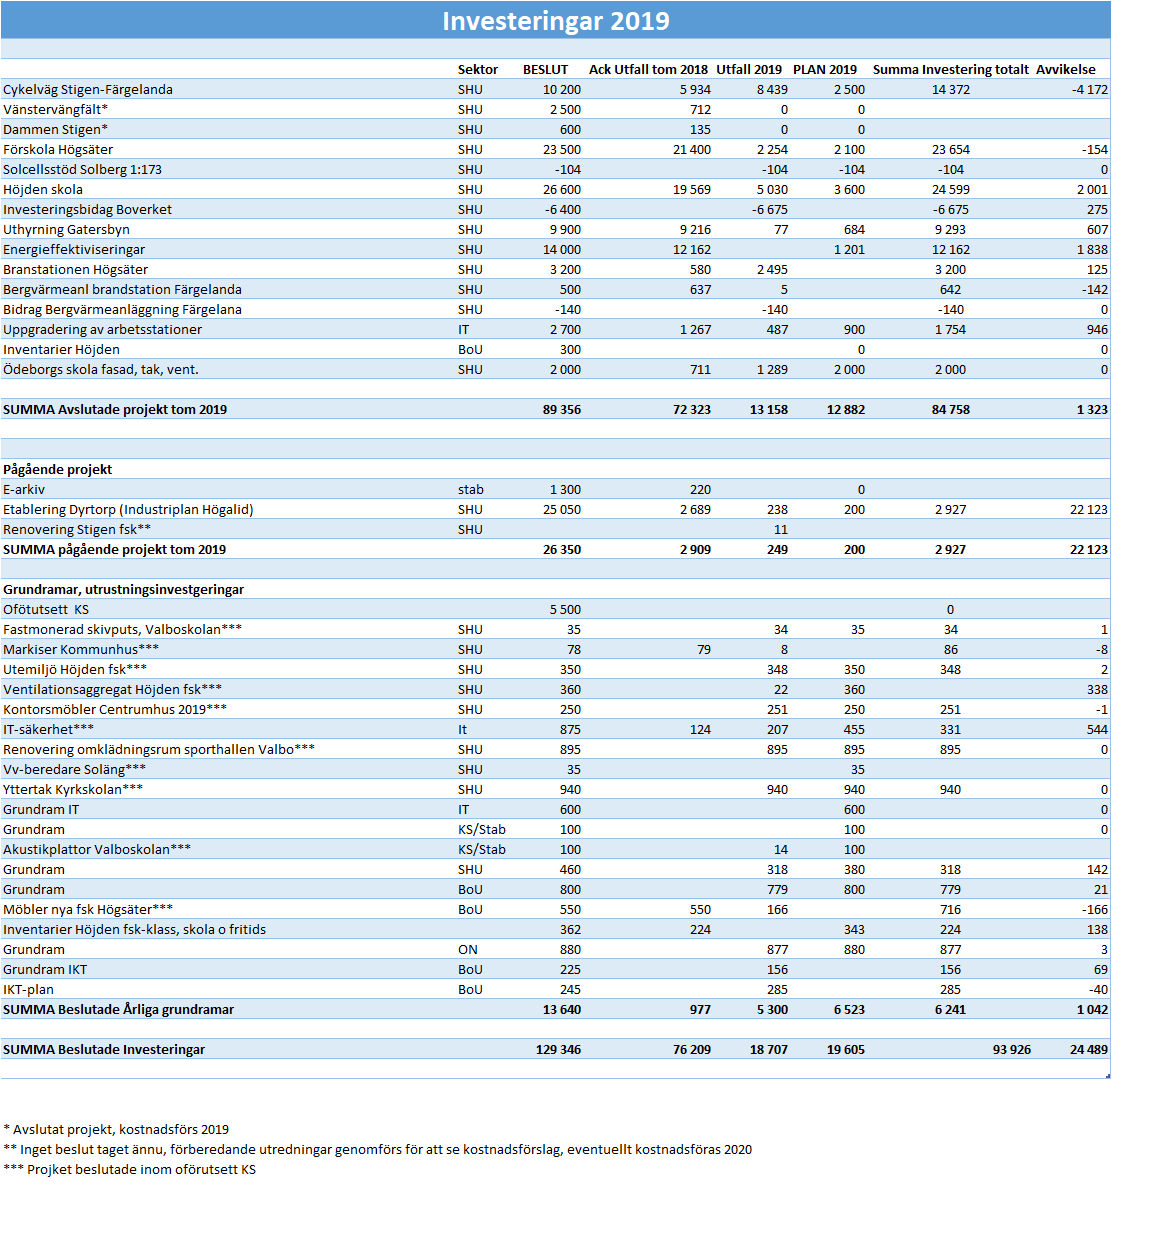 Investeringar 2019
Sektor BESLUT Ack Utfall tom 2018 Utfall 2019 PLAN 2019 Summa Investering totalt Avvikelse
Cykelväg Stigen-Färgelanda SHU 10 200 5 934 8 439 2 500 14 372 -4 172
Vänstervängfält* SHU 2 500 712 0 0
Dammen Stigen* SHU 600 135 0 0
Förskola Högsäter SHU 23 500 21 400 2 254 2 100 23 654 -154
Solcellsstöd Solberg 1:173 SHU -104 -104 -104 -104 0
Höjden skola SHU 26 600 19 569 5 030 3 600 24 599 2 001
Investeringsbidag Boverket SHU -6 400 -6 675 -6 675 275
Uthyrning Gatersbyn SHU 9 900 9 216 77 684 9 293 607
Energieffektiviseringar SHU 14 000 12 162 1 201 12 162 1 838
Branstationen Högsäter SHU 3 200 580 2 495 3 200 125
Bergvärmeanl brandstation Färgelanda SHU 500 637 5 642 -142
Bidrag Bergvärmeanläggning Färgelana SHU -140 -140 -140 0
Uppgradering av arbetsstationer IT 2 700 1 267 487 900 1 754 946
Inventarier Höjden BoU 300 0 0
Ödeborgs skola fasad, tak, vent. SHU 2 000 711 1 289 2 000 2 000 0
SUMMA Avslutade projekt tom 2019 89 356 72 323 13 158 12 882 84 758 1 323
Pågående projekt
E-arkiv stab 1 300 220 0
Etablering Dyrtorp (Industriplan Högalid) SHU 25 050 2 689 238 200 2 927 22 123
Renovering Stigen fsk** SHU 11
SUMMA pågående projekt tom 2019 26 350 2 909 249 200 2 927 22 123
Grundramar, utrustningsinvestgeringar
Ofötutsett KS 5 500 0
Fastmonerad skivputs, Valboskolan*** SHU 35 34 35 34 1
Markiser Kommunhus*** SHU 78 79 8 86 -8
Utemiljö Höjden fsk*** SHU 350 348 350 348 2
Ventilationsaggregat Höjden fsk*** SHU 360 22 360 338
Kontorsmöbler Centrumhus 2019*** SHU 250 251 250 251 -1
IT-säkerhet*** It 875 124 207 455 331 544
Renovering omklädningsrum sporthallen Valbo*** SHU 895 895 895 895 0
Vv-beredare Soläng*** SHU 35 35
Yttertak Kyrkskolan*** SHU 940 940 940 940 0
Grundram IT IT 600 600 0
Grundram KS/Stab 100 100 0
Akustikplattor Valboskolan*** KS/Stab 100 14 100
Grundram SHU 460 318 380 318 142
Grundram BoU 800 779 800 779 21
Möbler nya fsk Högsäter*** BoU 550 550 166 716 -166
Inventarier Höjden fsk-klass, skola o fritids 362 224 343 224 138
Grundram ON 880 877 880 877 3
Grundram IKT BoU 225 156 156 69
IKT-plan BoU 245 285 285 -40
SUMMA Beslutade Årliga grundramar 13 640 977 5 300 6 523 6 241 1 042
SUMMA Beslutade Investeringar 129 346 76 209 18 707 19 605 93 926 24 489
* Avslutat projekt, kostnadsförs 2019
** Inget beslut taget ännu, förberedande utredningar genomförs för att se kostnadsförslag, eventuellt kostnadsföras 2020
*** Projket beslutade inom oförutsett KS